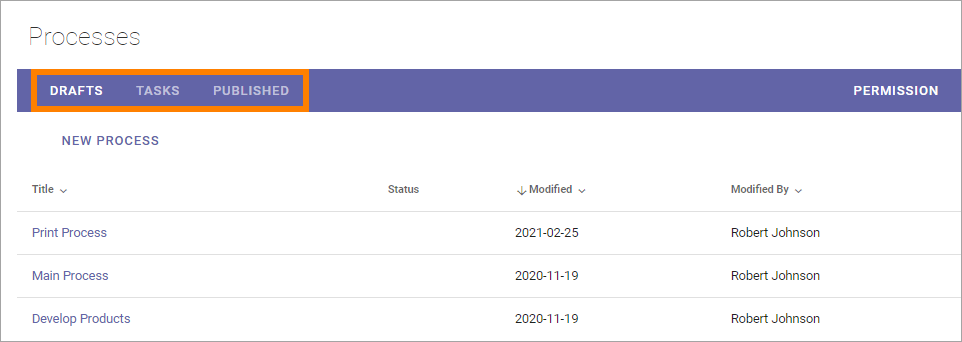 Processes
DRAFTS TASKS PUBLISHED PERMISSION
NEW PROCESS
Title Status Modified Modified By
Print Process 2021-02-25 Robert Johnson
Main Process 2020-11-19 Robert Johnson
Develop Products 2020-11-19 Robert Johnson